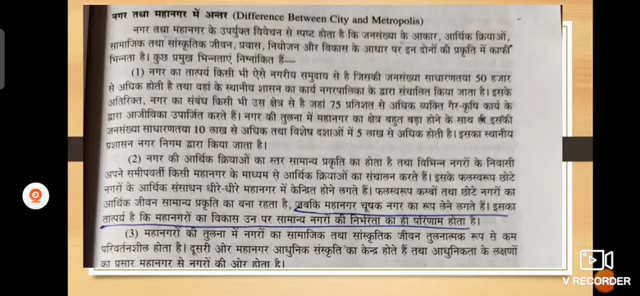 नगर तथा महानगर में अन्तर (Difference Between City and Metropolis)
नगर तथा महानगर के उपर्युक्त विवेचन से स्पष्ट होता है कि जनसंख्या के आकार, आर्थिक क्रियाओं,
सामाजिक तथा सांस्कृतिक जीवन, प्रवास, नियोजन और विकास के आधार पर इन दोनों की प्रकृति में काफी
भिन्नता है। कुछ प्रमुख भिन्नताएं निम्नांकित हैं—
(1) नगर का तात्पर्य किसी भी ऐसे नगरीय समुदाय से है जिसकी जनसंख्या साधारणतया 50 हजार
से अधिक होती है तथा वहां के स्थानीय शासन का कार्य नगरपालिका के द्वारा संचालित किया जाता है। इसके
अतिरिक्त, नगर का संबंध किसी भी उस क्षेत्र से है जहां 75 प्रतिशत से अधिक व्यक्ति गैर-कृषि कार्य के
द्वारा आजीविका उपार्जित करते हैं। नगर की तुलना में महानगर का क्षेत्र बहुत बड़ा होने के साथ ही इसकी
जनसंख्या साधारणतया 10 लाख से अधिक तथा विशेष दशाओं में 5 लाख से अधिक होती है। इसका स्थानीय
प्रशासन नगर निगम द्वारा किया जाता है।
(2) नगर की आर्थिक क्रियाओं का स्तर सामान्य प्रकृति का होता है तथा विभिन्न नगरों के निवासी
अपने समीपवर्ती किसी महानगर के माध्यम से आर्थिक क्रियाओं का संचालन करते हैं। इसके फलस्वरूप छोटे
नगरों के आर्थिक संसाधन धीरे-धीरे महानगर में केन्द्रित होने लगते हैं। फलस्वरूप कस्बों तथा छोटे नगरों का
आर्थिक जीवन सामान्य प्रकृति का बना रहता है, जबकि महानगर चूषक नगर का रूप लेने लगते हैं। इसका
तात्पर्य है कि महानगरों का विकास उन पर सामान्य नगरों की निर्भरता का ही परिणाम होता है।
(3) महानगरों की तुलना में नगरों का सामाजिक तथा सांस्कृतिक जीवन तुलनात्मक रूप से कम
परिवर्तनशील होता है। दूसरी ओर महानगर आधुनिक संस्कृति का केन्द्र होते हैं तथा आधुनिकता के लक्षणों
का प्रसार महानगर से नगरों की ओर होता है।
V RECORDER